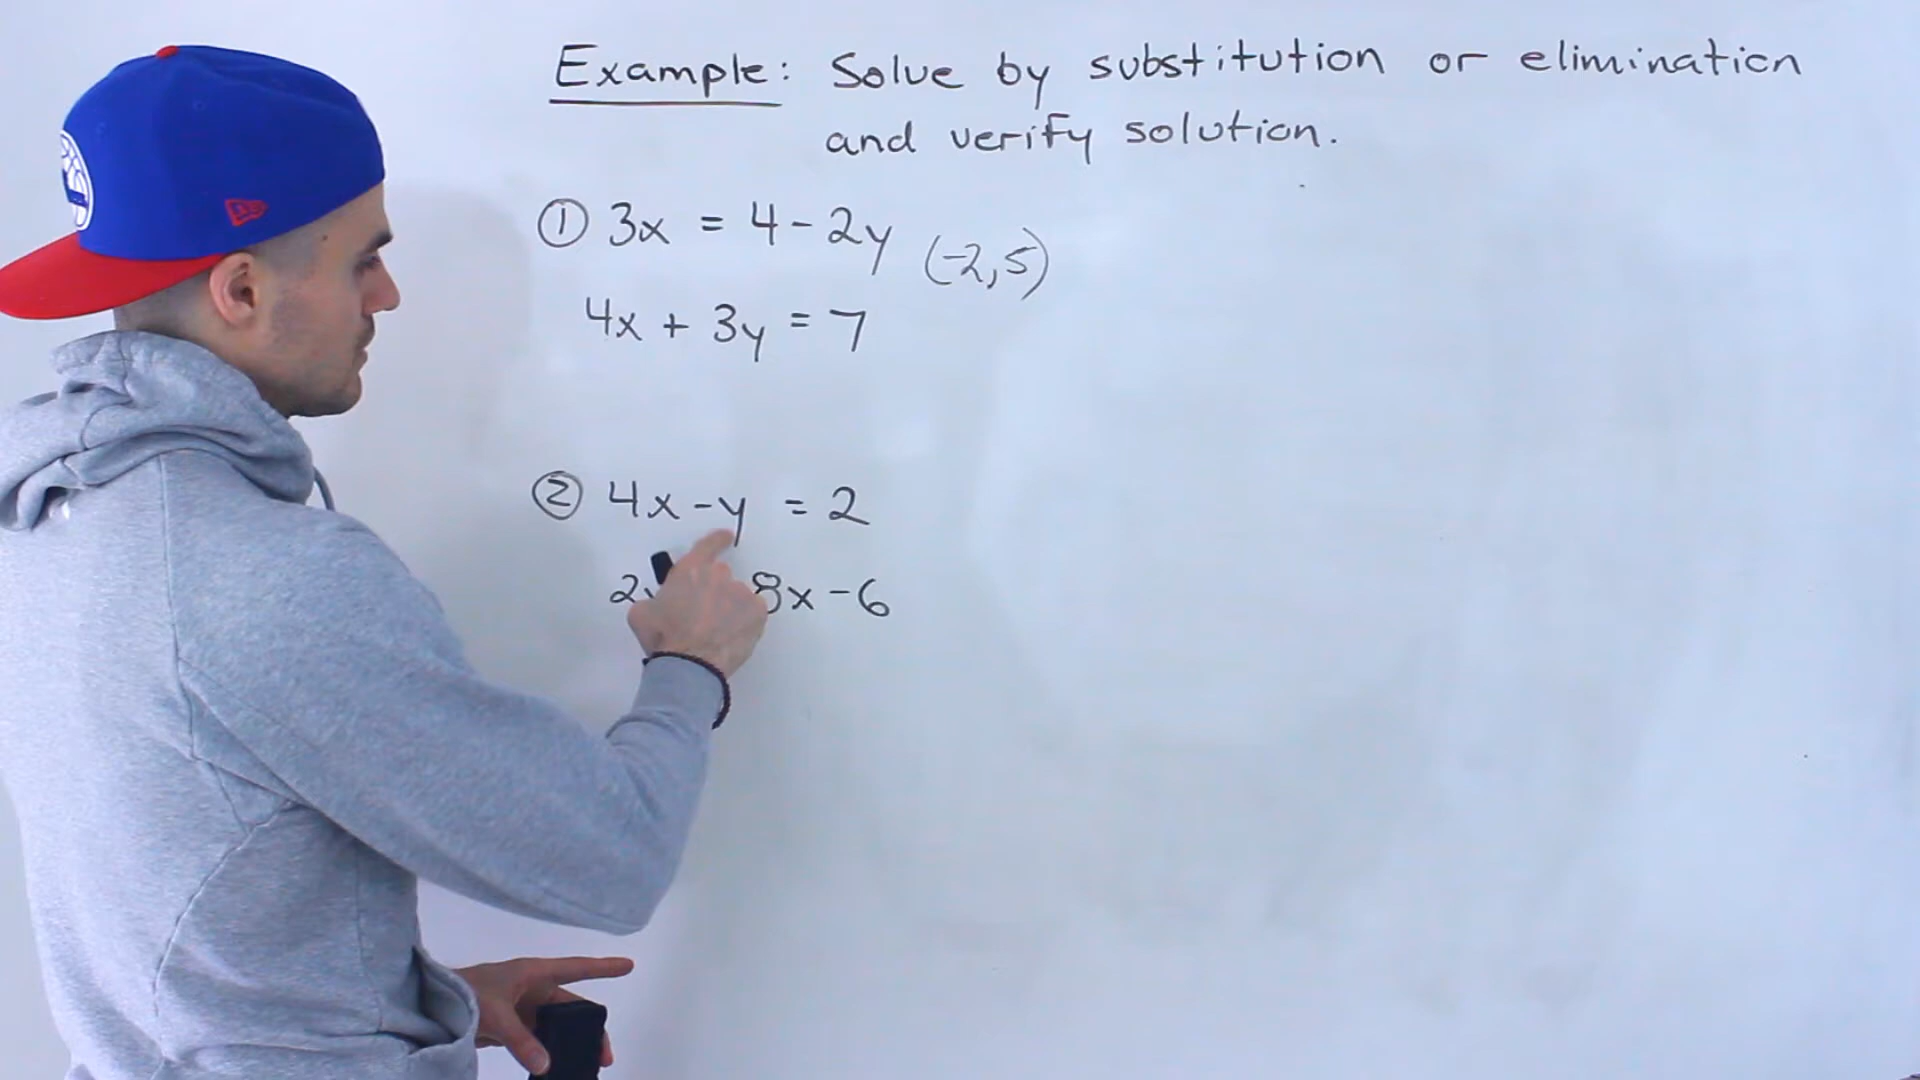 Example: Solve by substitution or elimination
and verify solution.
① 3x = 4 - 2y (-2,5)
4x + 3y = 7
② 4x - y = 2
2 8x - 6